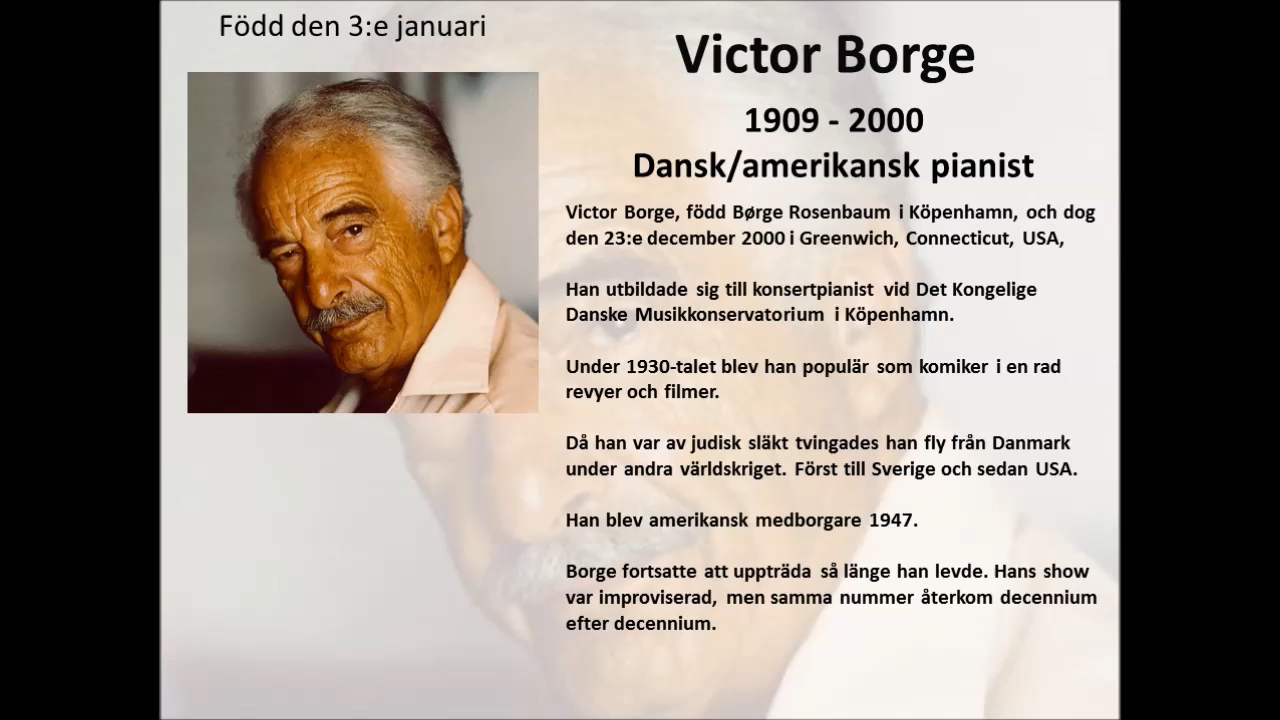 Född den 3:e januari
Victor Borge
1909 - 2000
Dansk/amerikansk pianist
Victor Borge, född Børge Rosenbaum i Köpenhamn, och dog
den 23:e december 2000 i Greenwich, Connecticut, USA,
Han utbildade sig till konsertpianist vid Det Kongelige
Danske Musikkonservatorium i Köpenhamn.
Under 1930-talet blev han populär som komiker i en rad
revyer och filmer.
Då han var av judisk släkt tvingades han fly från Danmark
under andra världskriget. Först till Sverige och sedan USA.
Han blev amerikansk medborgare 1947.
Borge fortsatte att uppträda så länge han levde. Hans show
var improviserad, men samma nummer återkom decennium
efter decennium.